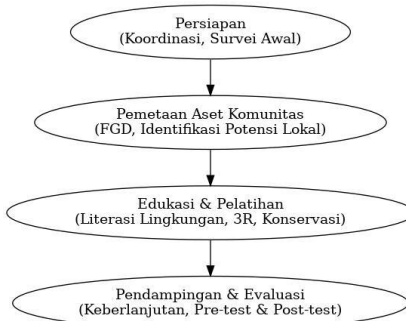 Persiapan
(Koordinasi, Survei Awal)
Pemetaan Aset Komunitas
(FGD, Identifikasi Potensi Lokal)
Edukasi & Pelatihan
(Literasi Lingkungan, 3R, Konservasi)
Pendampingan & Evaluasi
(Keberlanjutan, Pre-test & Post-test)